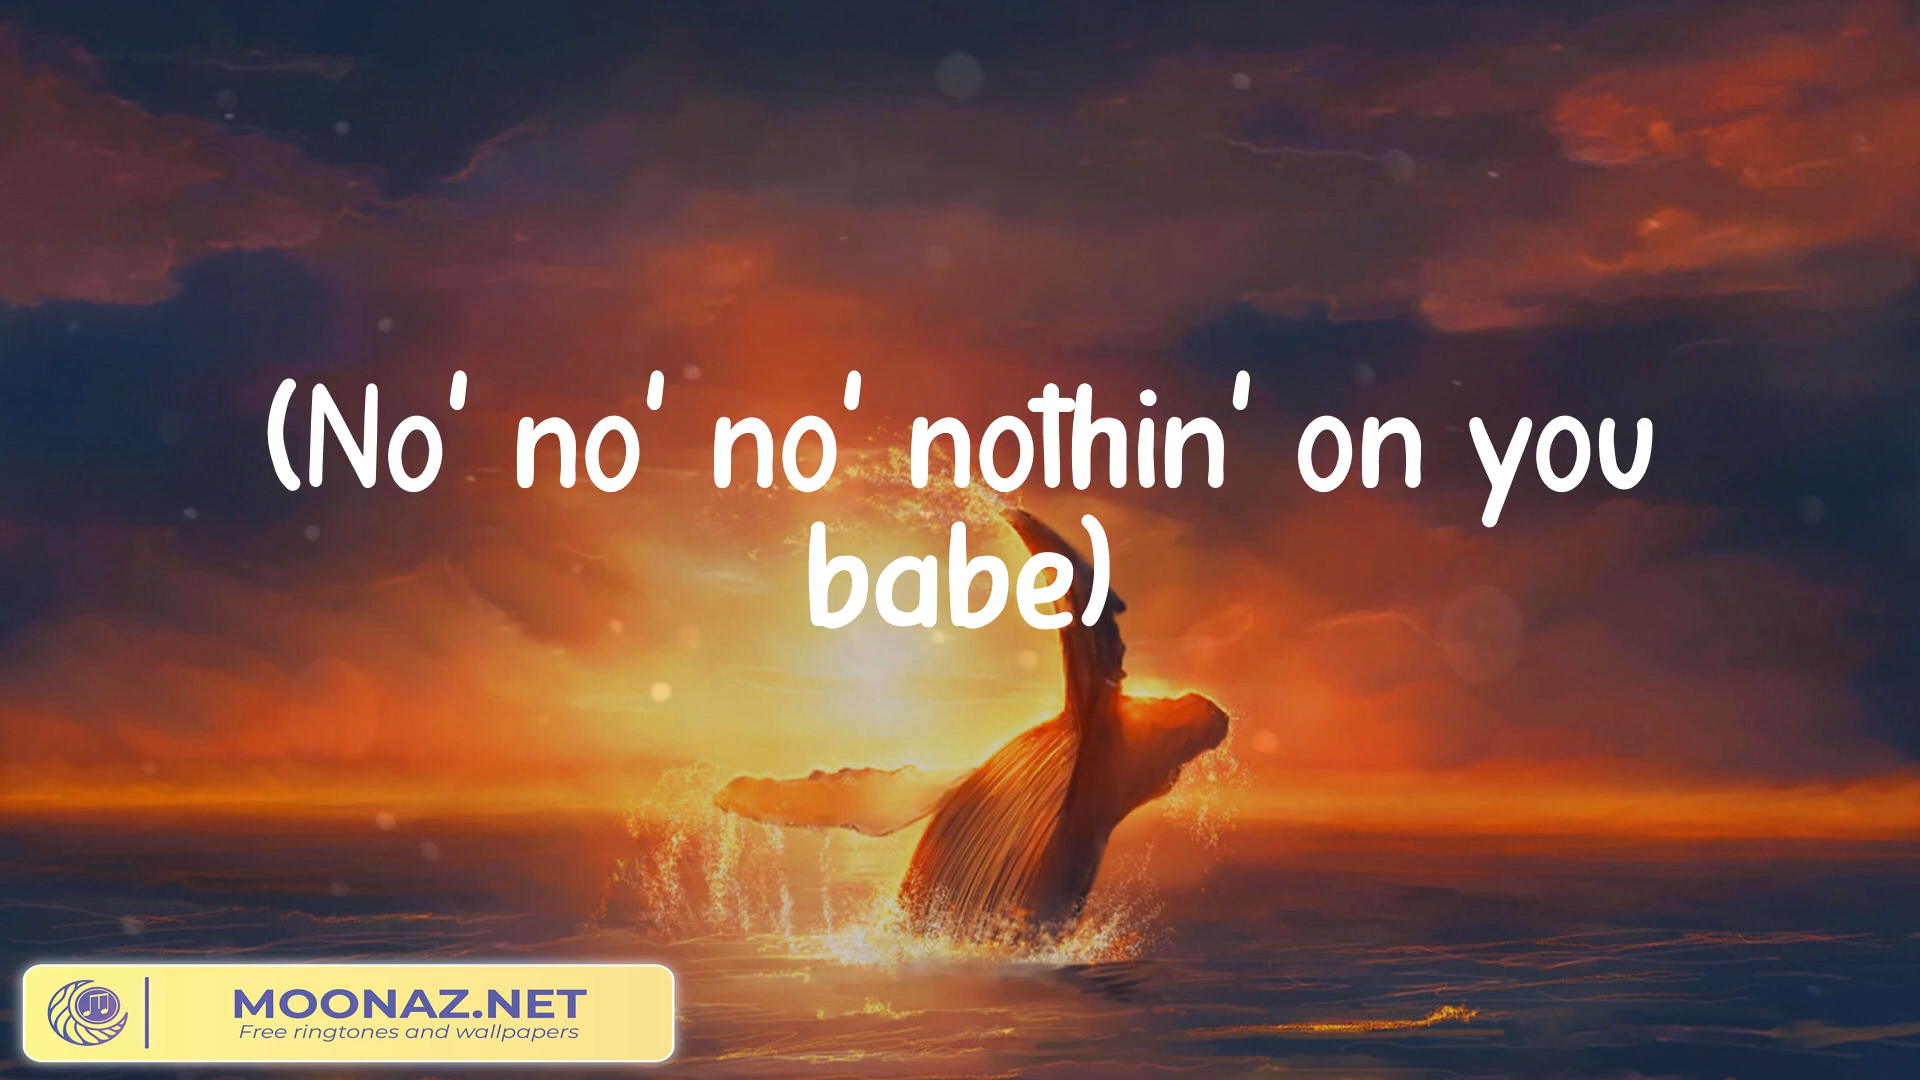 (No' no' no' nothin' on you
babe)
MOONAZ.NET
Free ringtones and wallpapers